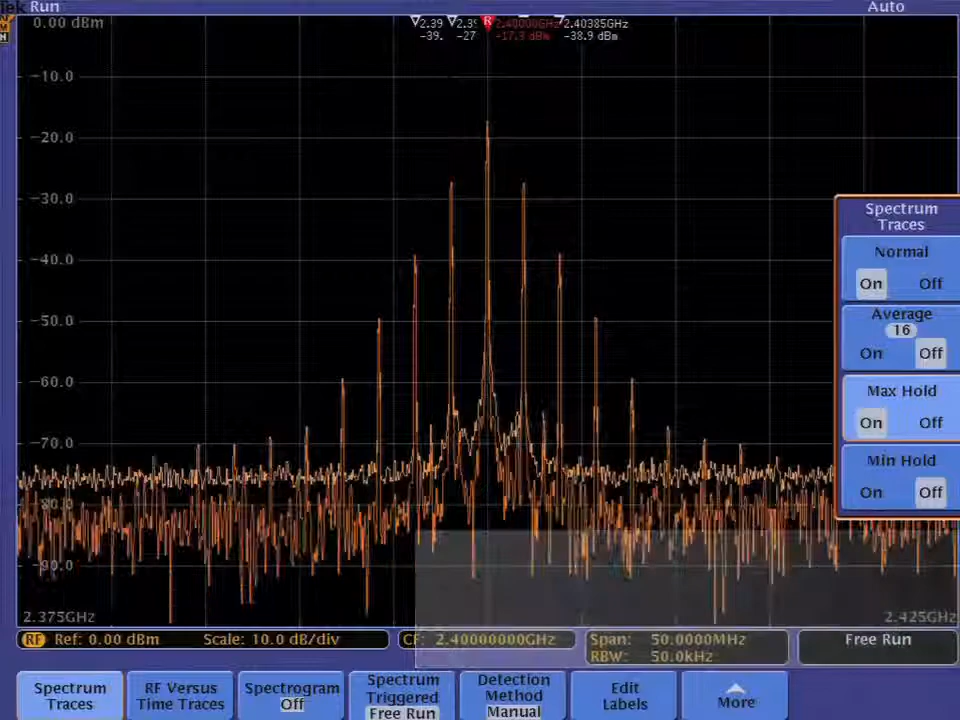 Tek Run Auto
0.00 dBm
2.39 2.39 R 2.40000GHz 2.40385GHz
-39. -27 -17.3 dBm -38.9 dBm
-10.0
-20.0
-30.0
-40.0
-50.0
-60.0
-70.0
-80.0
-90.0
2.375GHz 2.425GHz
Spectrum
Traces
Normal
On Off
Average
16
On Off
Max Hold
On Off
Min Hold
On Off
RF Ref: 0.00 dBm Scale: 10.0 dB/div CF: 2.40000000GHz Span: 50.0000MHz Free Run
RBW: 50.0kHz
Spectrum
Traces
RF Versus
Time Traces
Spectrogram
Off
Spectrum
Triggered
Free Run
Detection
Method
Manual
Edit
Labels
More